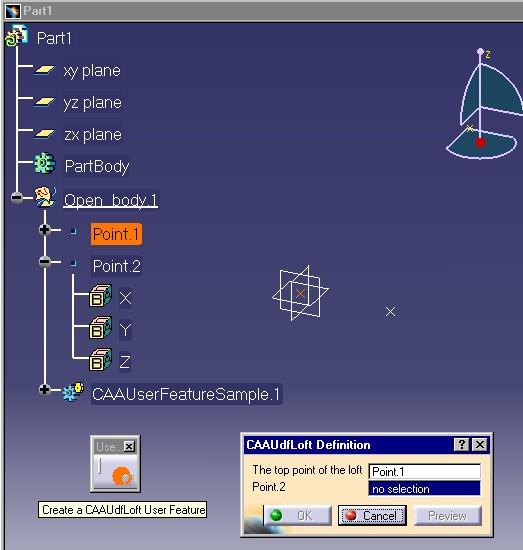 Part1
Part1
xy plane
yz plane
zx plane
PartBody
Open_body.1
Point.1
Point.2
X
Y
Z
CAAUserFeatureSample.1
z
x
Use...
Create a CAAUdfLoft User Feature
CAAUdfLoft Definition
The top point of the loft
Point.1
Point.2
no selection
OK
Cancel
Preview